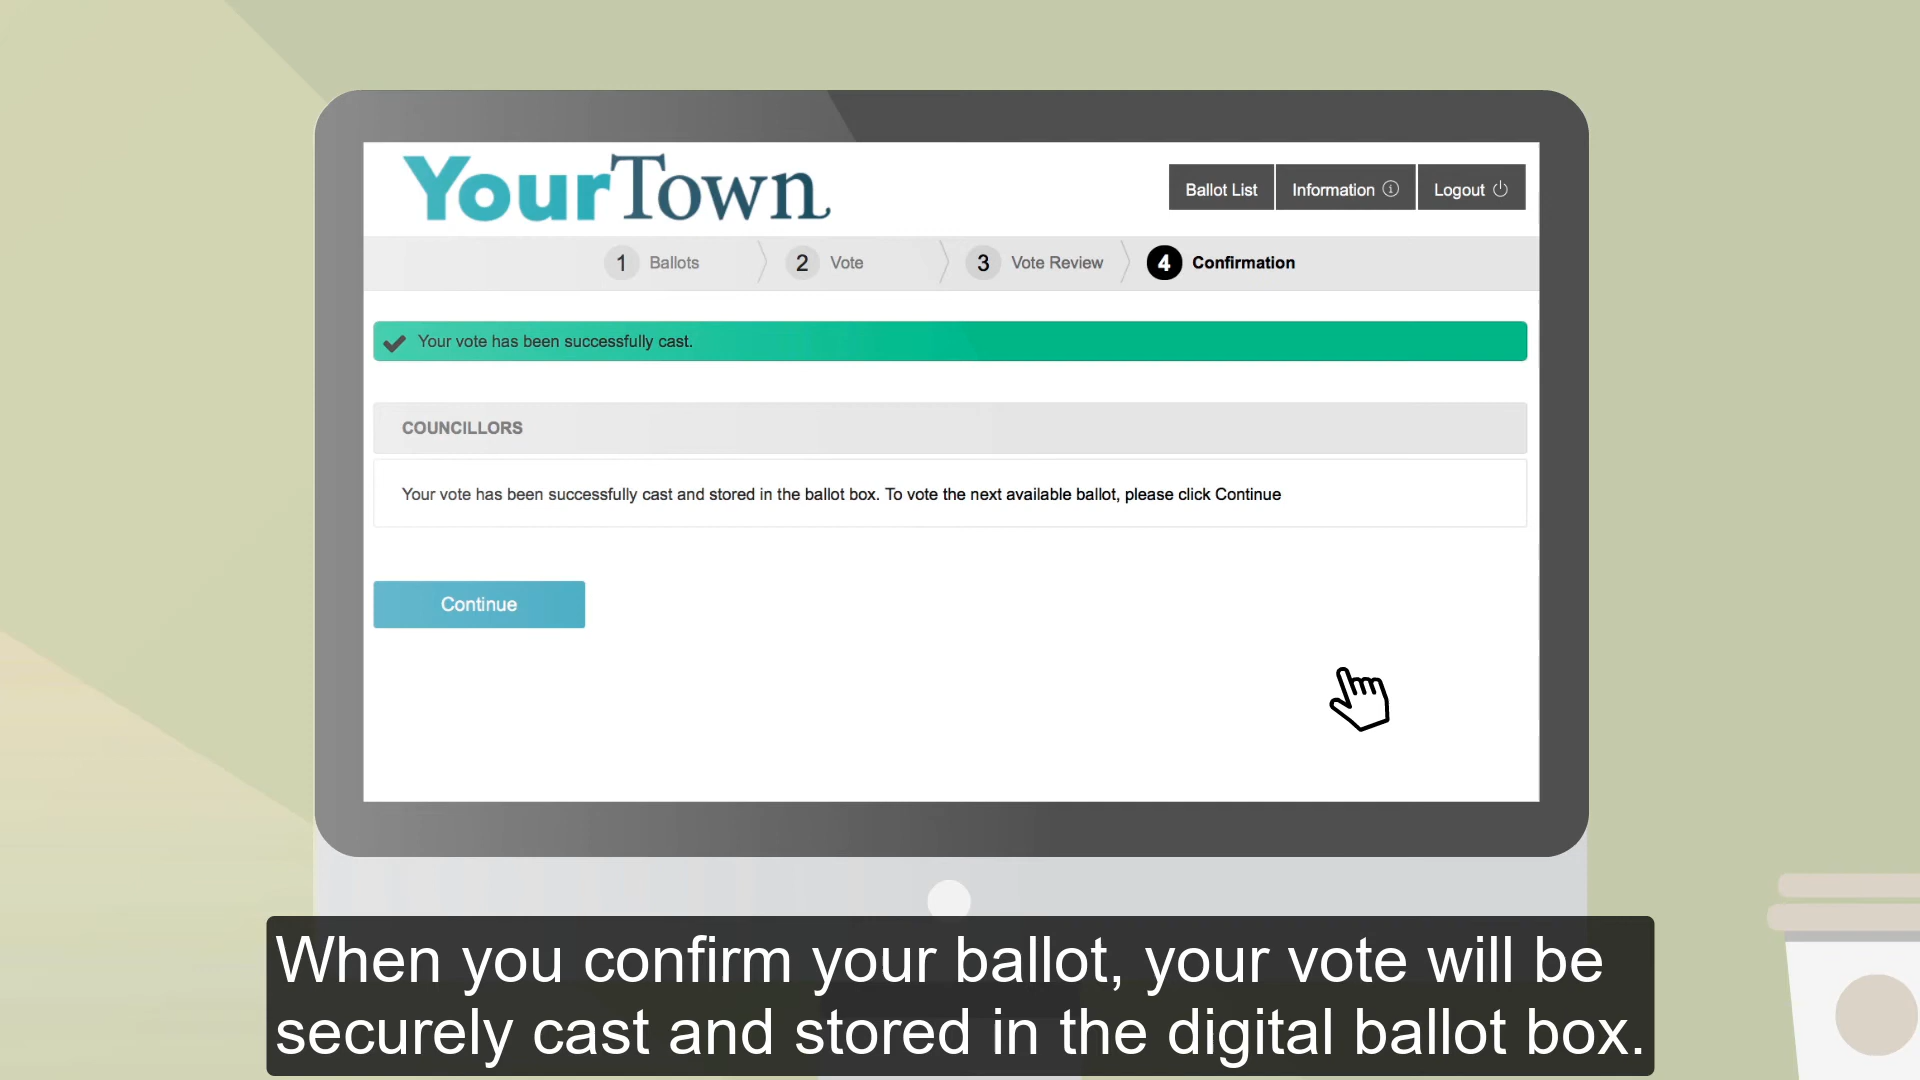 YourTown
Ballot List
Information
Logout
1 Ballots
2 Vote
3 Vote Review
4 Confirmation
Your vote has been successfully cast.
COUNCILLORS
Your vote has been successfully cast and stored in the ballot box. To vote the next available ballot, please click Continue
Continue
When you confirm your ballot, your vote will be
securely cast and stored in the digital ballot box.